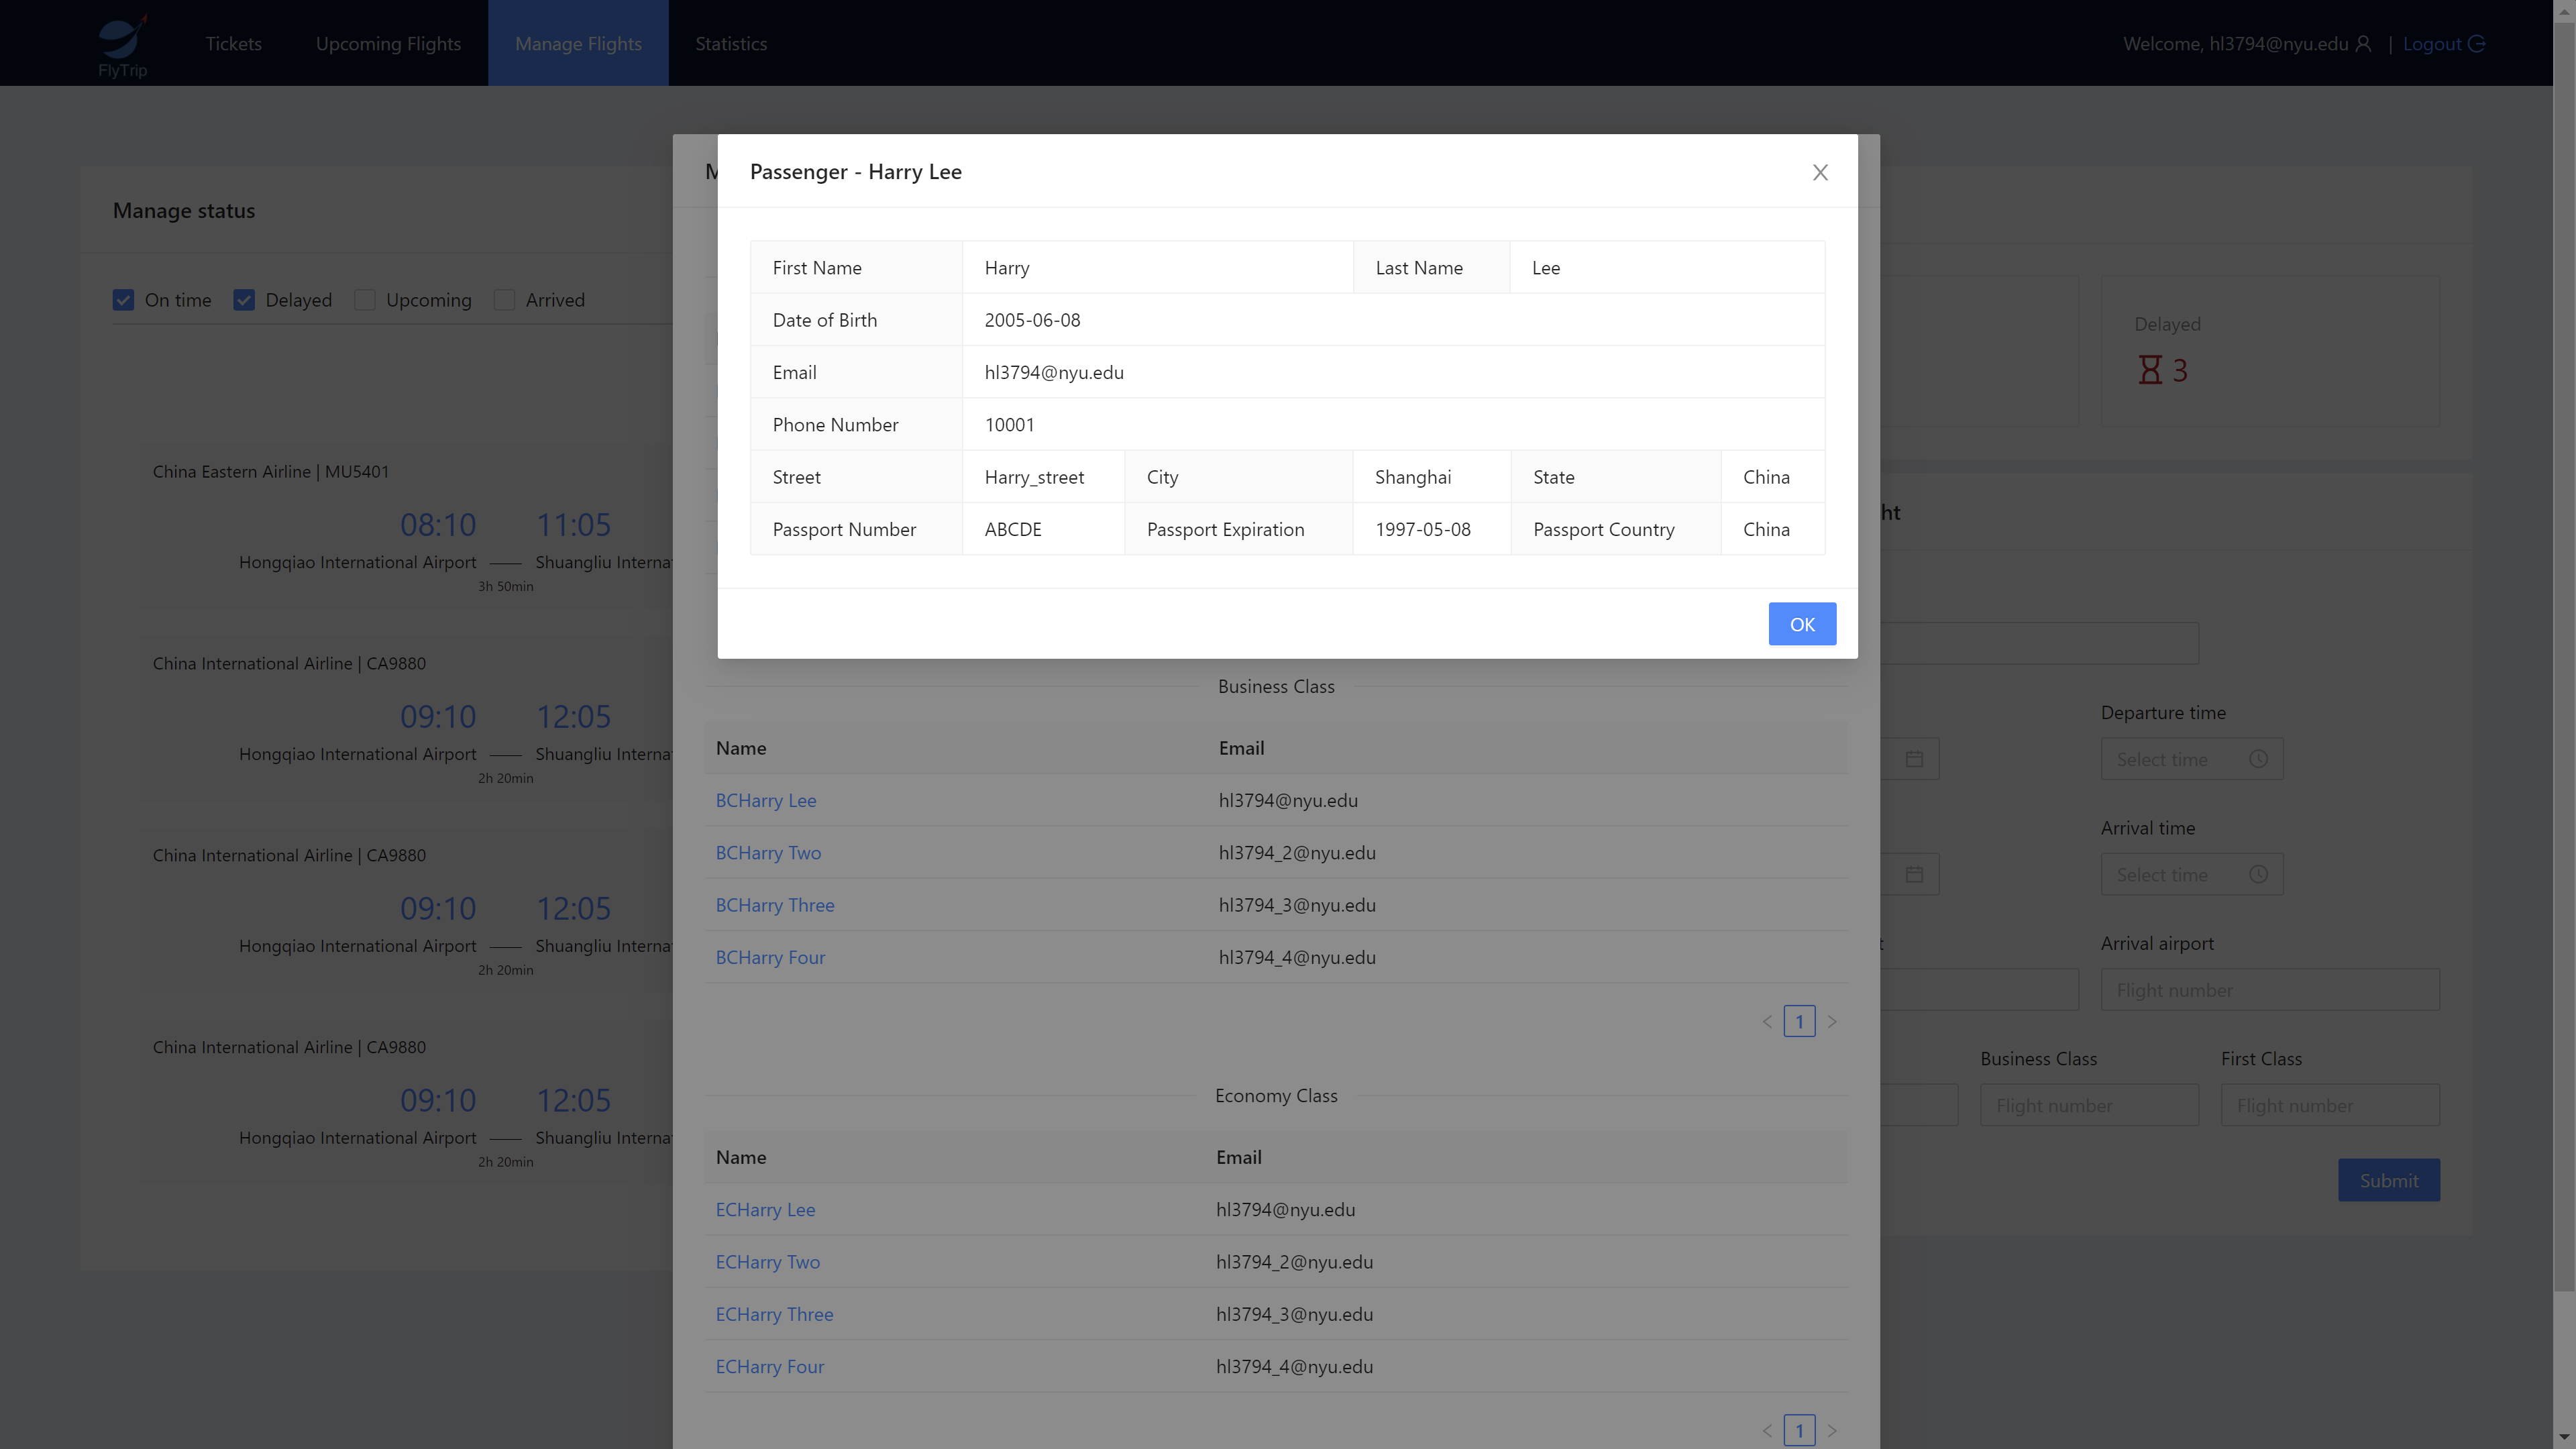 FlyTrip
Tickets
Upcoming Flights
Manage Flights
Statistics
Welcome, hl3794@nyu.edu
|
Logout
Manage status
On time
Delayed
Upcoming
Arrived
China Eastern Airline | MU5401
08:10 11:05
Hongqiao International Airport Shuangliu Interna
3h 50min
China International Airline | CA9880
09:10 12:05
Hongqiao International Airport Shuangliu Interna
2h 20min
China International Airline | CA9880
09:10 12:05
Hongqiao International Airport Shuangliu Interna
2h 20min
China International Airline | CA9880
09:10 12:05
Hongqiao International Airport Shuangliu Interna
2h 20min
M
Passenger - Harry Lee
First Name Harry Last Name Lee
Date of Birth 2005-06-08
Email hl3794@nyu.edu
Phone Number 10001
Street Harry_street City Shanghai State China
Passport Number ABCDE Passport Expiration 1997-05-08 Passport Country China
OK
Business Class
Name Email
BCHarry Lee hl3794@nyu.edu
BCHarry Two hl3794_2@nyu.edu
BCHarry Three hl3794_3@nyu.edu
BCHarry Four hl3794_4@nyu.edu
< 1 >
Economy Class
Name Email
ECHarry Lee hl3794@nyu.edu
ECHarry Two hl3794_2@nyu.edu
ECHarry Three hl3794_3@nyu.edu
ECHarry Four hl3794_4@nyu.edu
< 1 >
Delayed
3
ht
Departure time
Select time
Arrival time
Select time
t
Arrival airport
Flight number
Business Class First Class
Flight number Flight number
Submit